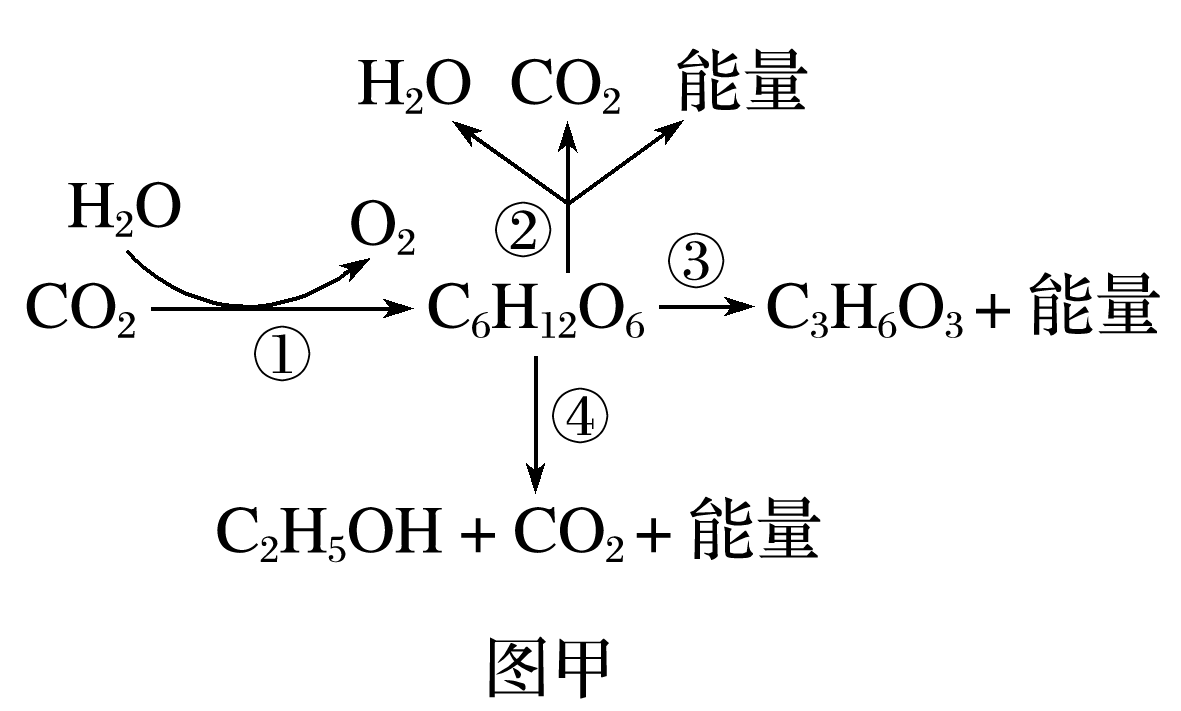 H₂O CO₂ 能量
H₂O
O₂
②
③
CO₂
C₆H₁₂O₆
C₃H₆O₃ + 能量
①
④
C₂H₅OH + CO₂ + 能量
图甲